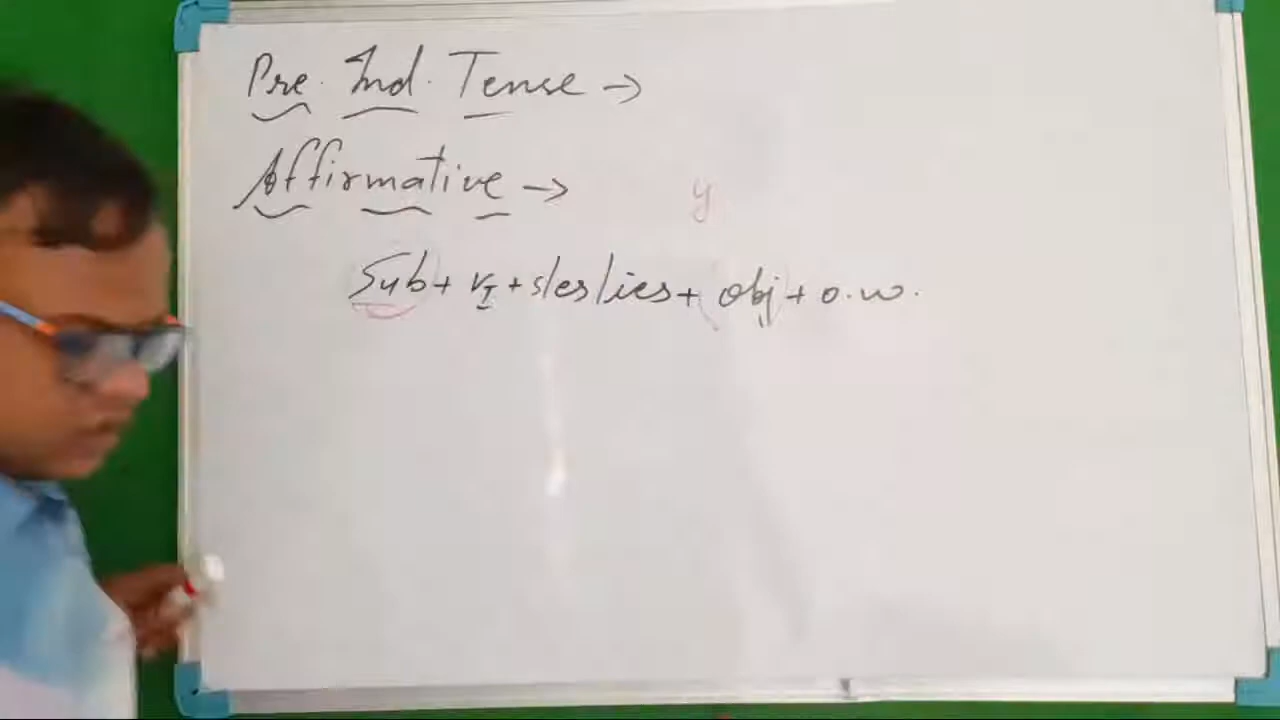 Pre. Ind. Tense →
Affirmative → y
Sub + V1 + s/es/ies + obj + o.w.